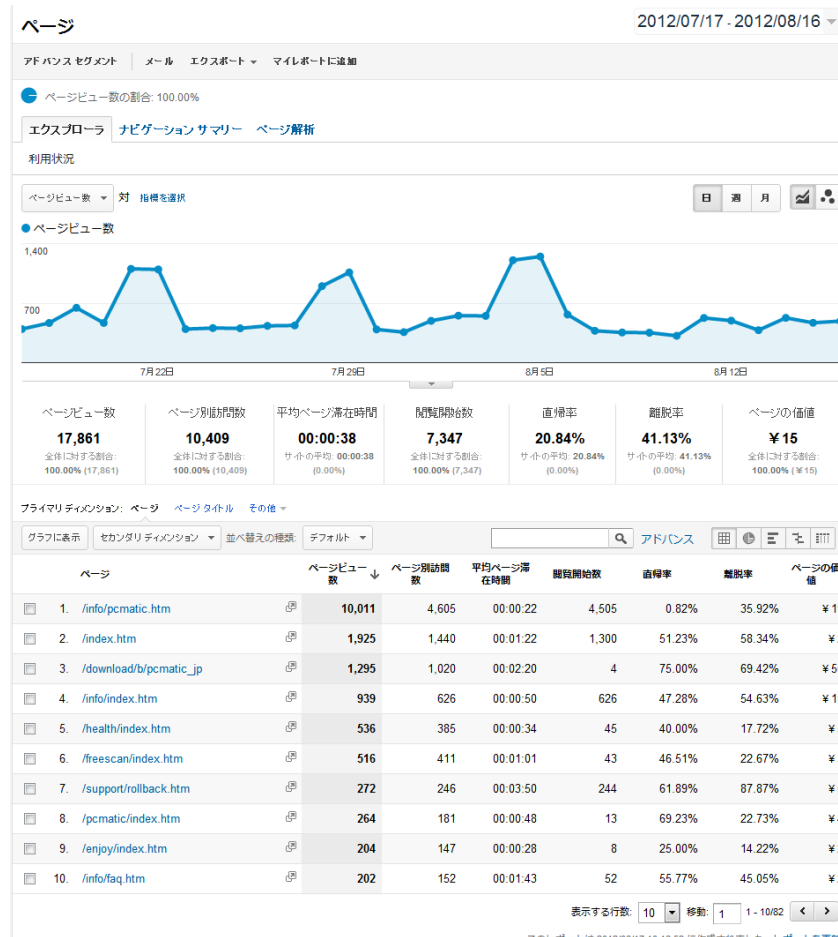 ページ 2012/07/17 - 2012/08/16
アドバンス セグメント メール エクスポート マイレポートに追加
ページビュー数の割合: 100.00%
エクスプローラ ナビゲーション サマリー ページ解析
利用状況
ページビュー数 対 指標を選択 日 週 月
ページビュー数
1,400
700
7月22日 7月29日 8月5日 8月12日
ページビュー数 ページ別訪問数 平均ページ滞在時間 閲覧開始数 直帰率 離脱率 ページの価値
17,861 10,409 00:00:38 7,347 20.84% 41.13% ¥15
全体に対する割合: 全体に対する割合: サイトの平均: 00:00:38 全体に対する割合: サイトの平均: 20.84% サイトの平均: 41.13% 全体に対する割合:
100.00% (17,861) 100.00% (10,409) (0.00%) 100.00% (7,347) (0.00%) (0.00%) 100.00% (¥15)
プライマリ ディメンション: ページ ページ タイトル その他
グラフに表示 セカンダリ ディメンション 並べ替えの種類: デフォルト アドバンス
ページ ページビュー数 ページ別訪問数 平均ページ滞在時間 閲覧開始数 直帰率 離脱率 ページの価値
1. /info/pcmatic.htm 10,011 4,605 00:00:22 4,505 0.82% 35.92% ¥1
2. /index.htm 1,925 1,440 00:01:22 1,300 51.23% 58.34% ¥
3. /download/b/pcmatic_jp 1,295 1,020 00:02:20 4 75.00% 69.42% ¥5
4. /info/index.htm 939 626 00:00:50 626 47.28% 54.63% ¥1
5. /health/index.htm 536 385 00:00:34 45 40.00% 17.72% ¥
6. /freescan/index.htm 516 411 00:01:01 43 46.51% 22.67% ¥
7. /support/rollback.htm 272 246 00:03:50 244 61.89% 87.87% ¥
8. /pcmatic/index.htm 264 181 00:00:48 13 69.23% 22.73% ¥
9. /enjoy/index.htm 204 147 00:00:28 8 25.00% 14.22% ¥
10. /info/faq.htm 202 152 00:01:43 52 55.77% 45.05% ¥
表示する行数: 10 移動: 1 1 - 10/82